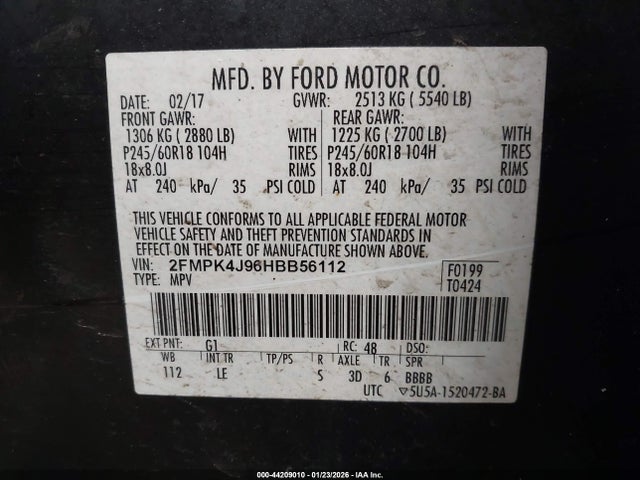 MFD. BY FORD MOTOR CO.
DATE: 02/17 GVWR: 2513 KG ( 5540 LB)
FRONT GAWR: REAR GAWR:
1306 KG ( 2880 LB) WITH 1225 KG ( 2700 LB) WITH
P245/60R18 104H TIRES P245/60R18 104H TIRES
18x8.0J RIMS 18x8.0J RIMS
AT 240 kPa/ 35 PSI COLD AT 240 kPa/ 35 PSI COLD
THIS VEHICLE CONFORMS TO ALL APPLICABLE FEDERAL MOTOR
VEHICLE SAFETY AND THEFT PREVENTION STANDARDS IN
EFFECT ON THE DATE OF MANUFACTURE SHOWN ABOVE.
VIN: 2FMPK4J96HBB56112 F0199
TYPE: MPV T0424
EXT PNT: G1 RC: 48 DSO:
WB INT TR TP/PS R AXLE TR SPR
112 LE S 3D 6 BBBB
UTC ▽5U5A-1520472-BA
000-44209010 - 01/23/2026 - IAA Inc.